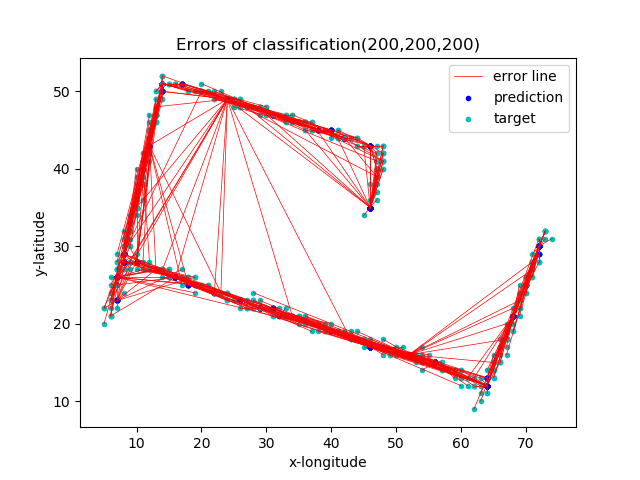 Errors of classification(200,200,200)
error line
prediction
target
50
40
30
20
10
y-latitude
10 20 30 40 50 60 70
x-longitude